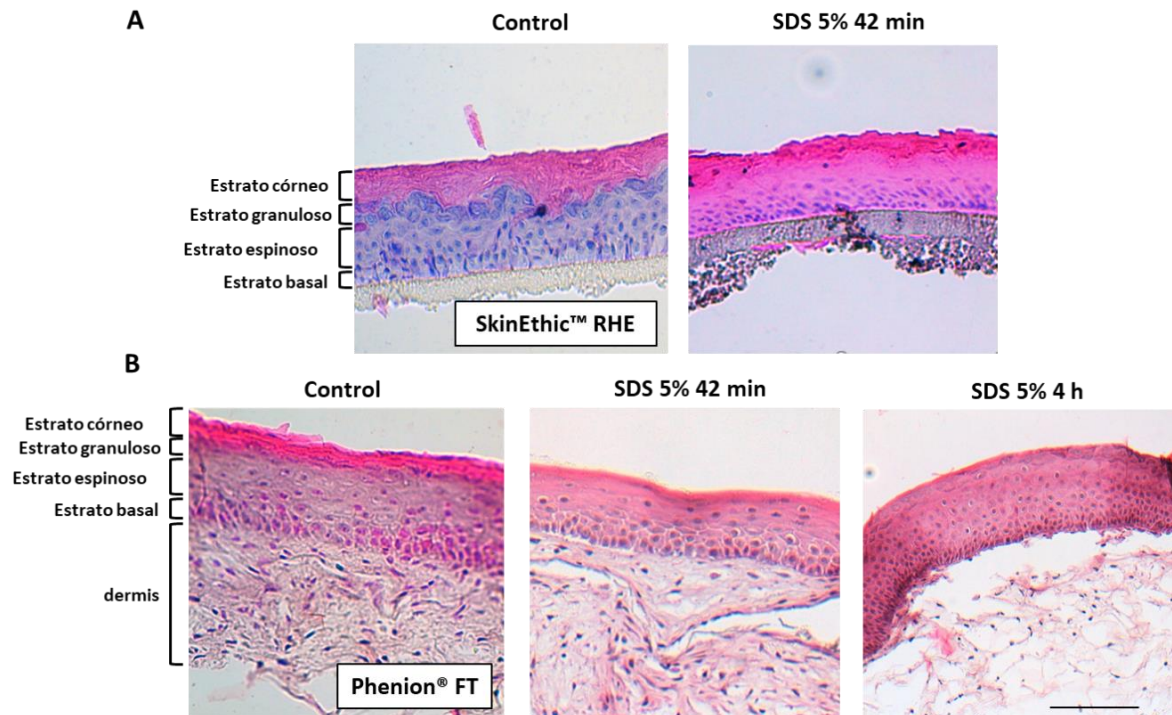 A
Control
SDS 5% 42 min
Estrato córneo
Estrato granuloso
Estrato espinoso
Estrato basal
SkinEthic™ RHE
B
Control
SDS 5% 42 min
SDS 5% 4 h
Estrato córneo
Estrato granuloso
Estrato espinoso
Estrato basal
dermis
Phenion® FT